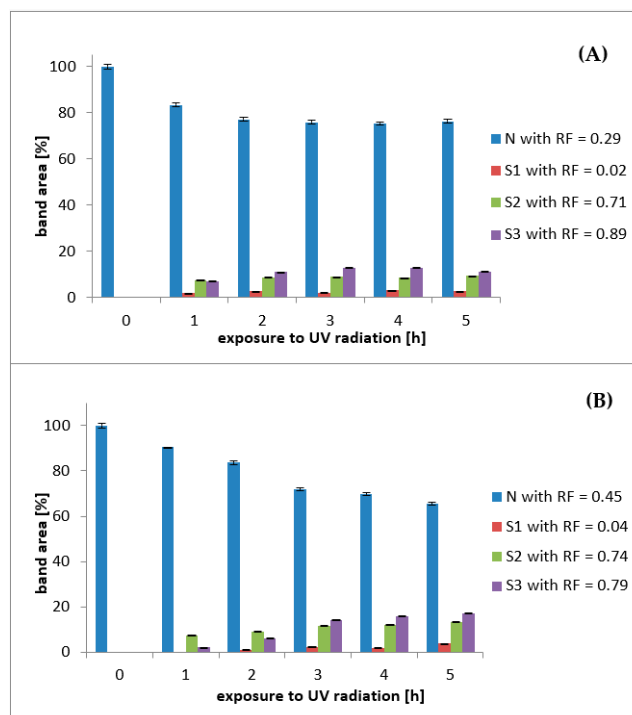 (A)
100
80
60
40
20
0
band area [%]
0 1 2 3 4 5
exposure to UV radiation [h]
N with RF = 0.29
S1 with RF = 0.02
S2 with RF = 0.71
S3 with RF = 0.89
(B)
100
80
60
40
20
0
band area [%]
0 1 2 3 4 5
exposure to UV radiation [h]
N with RF = 0.45
S1 with RF = 0.04
S2 with RF = 0.74
S3 with RF = 0.79